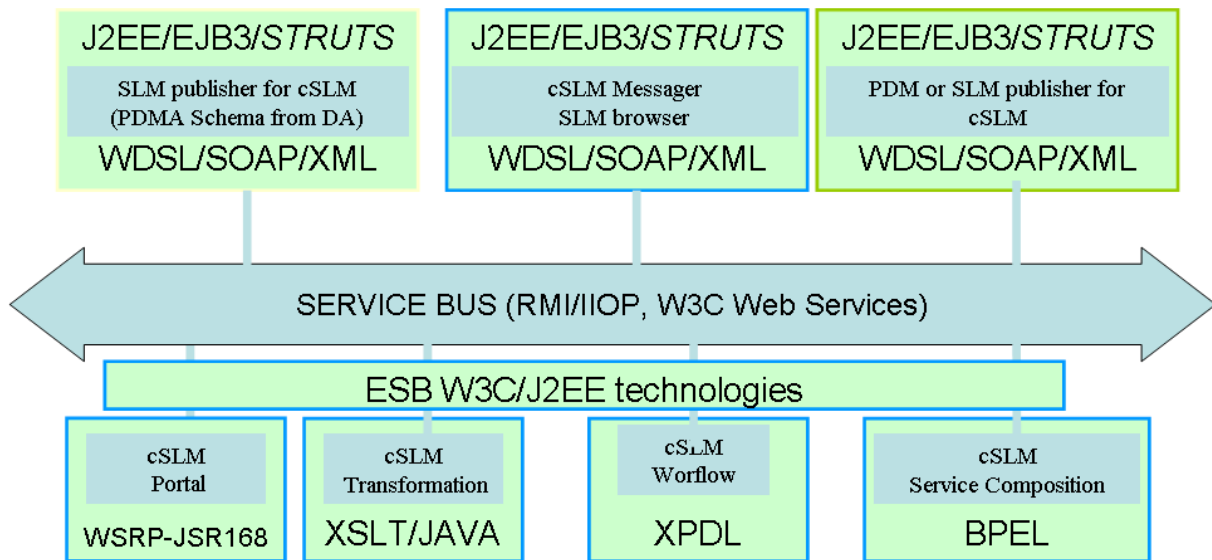 J2EE/EJB3/STRUTS
SLM publisher for cSLM
(PDMA Schema from DA)
WDSL/SOAP/XML
J2EE/EJB3/STRUTS
cSLM Messager
SLM browser
WDSL/SOAP/XML
J2EE/EJB3/STRUTS
PDM or SLM publisher for
cSLM
WDSL/SOAP/XML
SERVICE BUS (RMI/IIOP, W3C Web Services)
ESB W3C/J2EE technologies
cSLM
Portal
WSRP-JSR168
cSLM
Transformation
XSLT/JAVA
cSLM
Worflow
XPDL
cSLM
Service Composition
BPEL